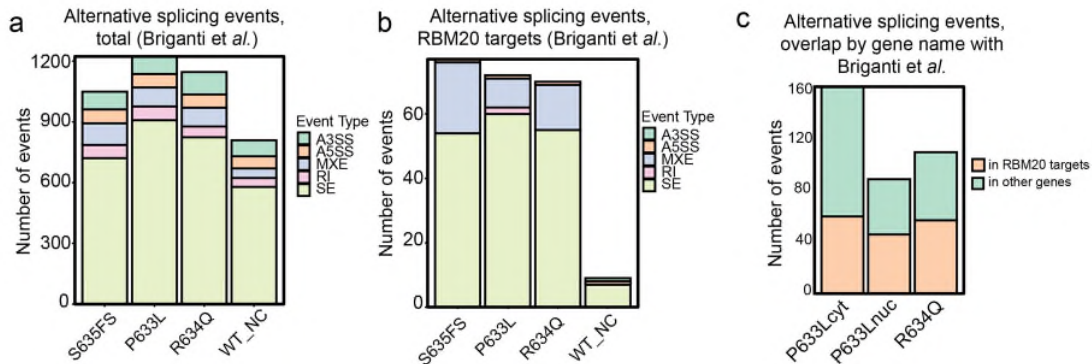 a
Alternative splicing events,
total (Briganti et al.)
Number of events
1200
900
600
300
0
S635FS
P633L
R634Q
WT_NC
Event Type
A3SS
A5SS
MXE
RI
SE
b
Alternative splicing events,
RBM20 targets (Briganti et al.)
Number of events
60
40
20
0
S635FS
P633L
R634Q
WT_NC
Event Type
A3SS
A5SS
MXE
RI
SE
c
Alternative splicing events,
overlap by gene name with
Briganti et al.
Number of events
160
120
80
40
0
P633Lcyt
P633Lnuc
R634Q
in RBM20 targets
in other genes